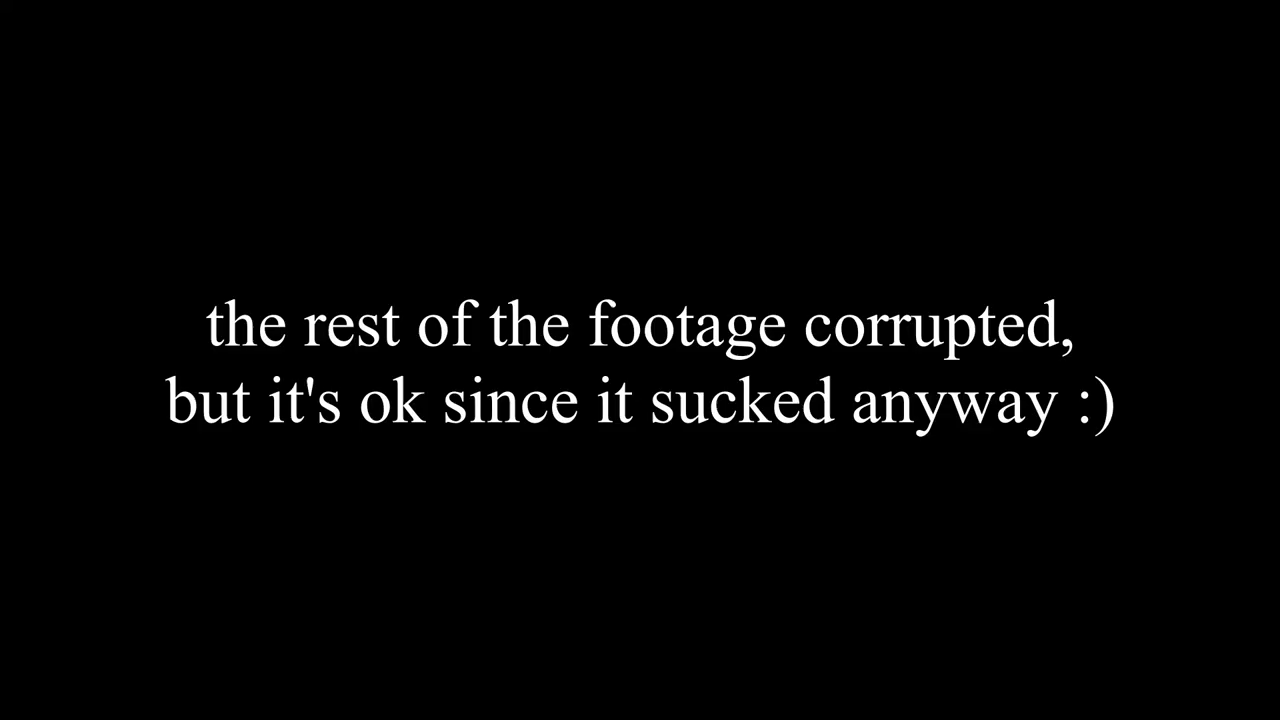 the rest of the footage corrupted,
but it's ok since it sucked anyway :)